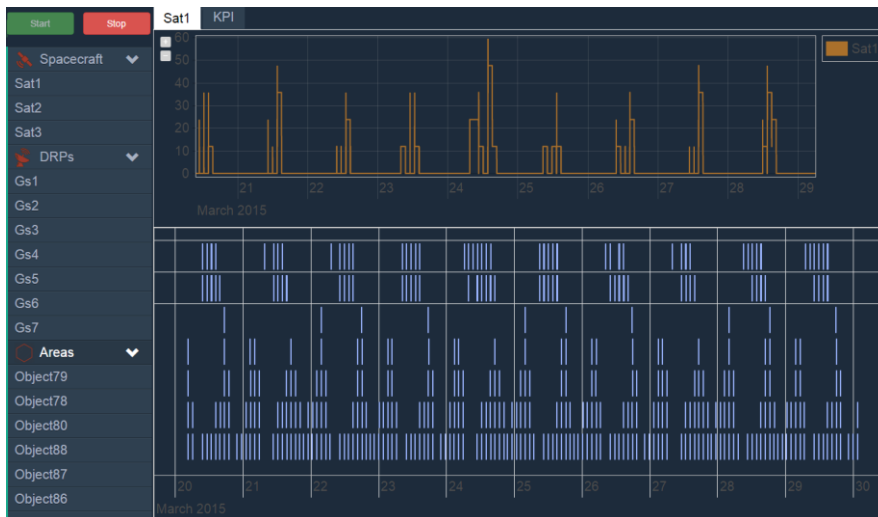 Start Stop
Sat1 KPI
Spacecraft
Sat1
Sat2
Sat3
DRPs
Gs1
Gs2
Gs3
Gs4
Gs5
Gs6
Gs7
Areas
Object79
Object78
Object80
Object88
Object87
Object86
60
50
40
30
20
10
0
21 22 23 24 25 26 27 28 29
March 2015
Sat1
20 21 22 23 24 25 26 27 28 29 30
March 2015